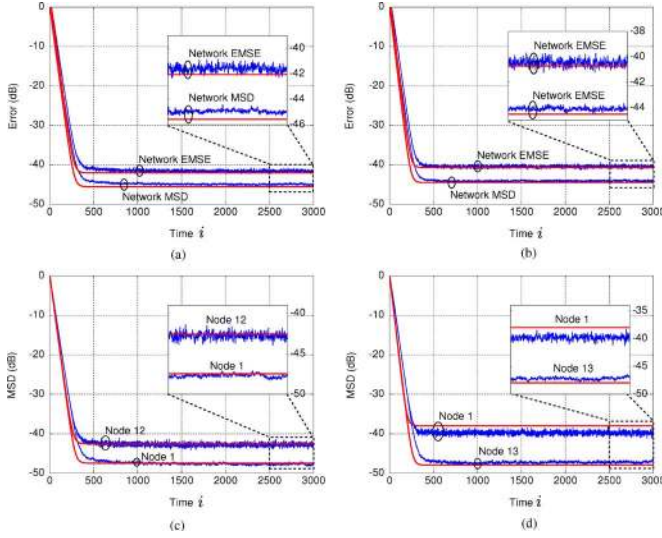 0
-10
-20
-30
-40
-50
Error (dB)
Network EMSE
Network MSD
-40
-42
-44
-46
Network EMSE
Network MSD
0 500 1000 1500 2000 2500 3000
Time i
(a)
0
-10
-20
-30
-40
-50
Error (dB)
Network EMSE
Network EMSE
-38
-40
-42
-44
Network EMSE
Network MSD
0 500 1000 1500 2000 2500 3000
Time i
(b)
0
-10
-20
-30
-40
-50
MSD (dB)
Node 12
Node 1
-40
-42
-47
-50
Node 12
Node 1
0 500 1000 1500 2000 2500 3000
Time i
(c)
0
-10
-20
-30
-40
-50
MSD (dB)
Node 1
Node 13
-35
-40
-45
-50
Node 1
Node 13
0 500 1000 1500 2000 2500 3000
Time i
(d)